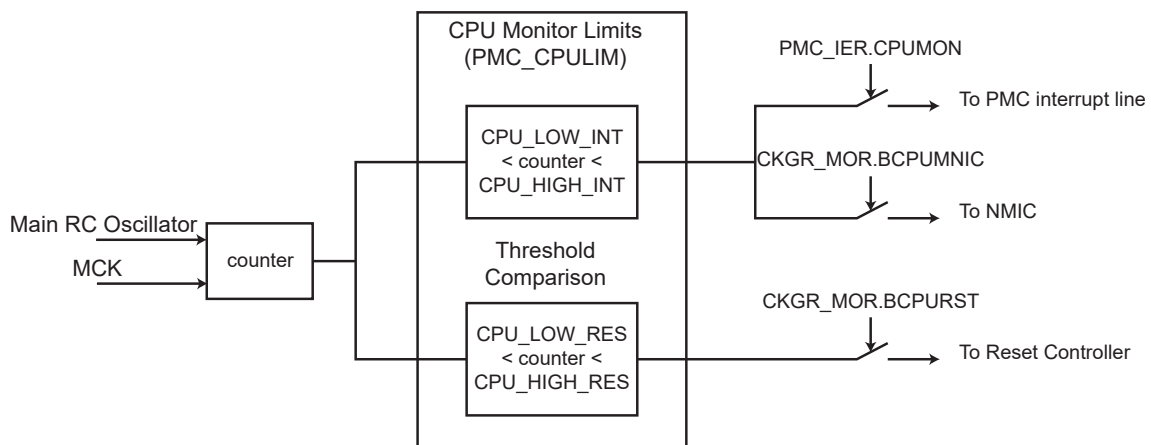 CPU Monitor Limits
(PMC_CPULIM)
PMC_IER.CPUMON
To PMC interrupt line
CPU_LOW_INT
< counter <
CPU_HIGH_INT
CKGR_MOR.BCPUMNIC
To NMIC
Main RC Oscillator
MCK
counter
Threshold
Comparison
CKGR_MOR.BCPURST
CPU_LOW_RES
< counter <
CPU_HIGH_RES
To Reset Controller